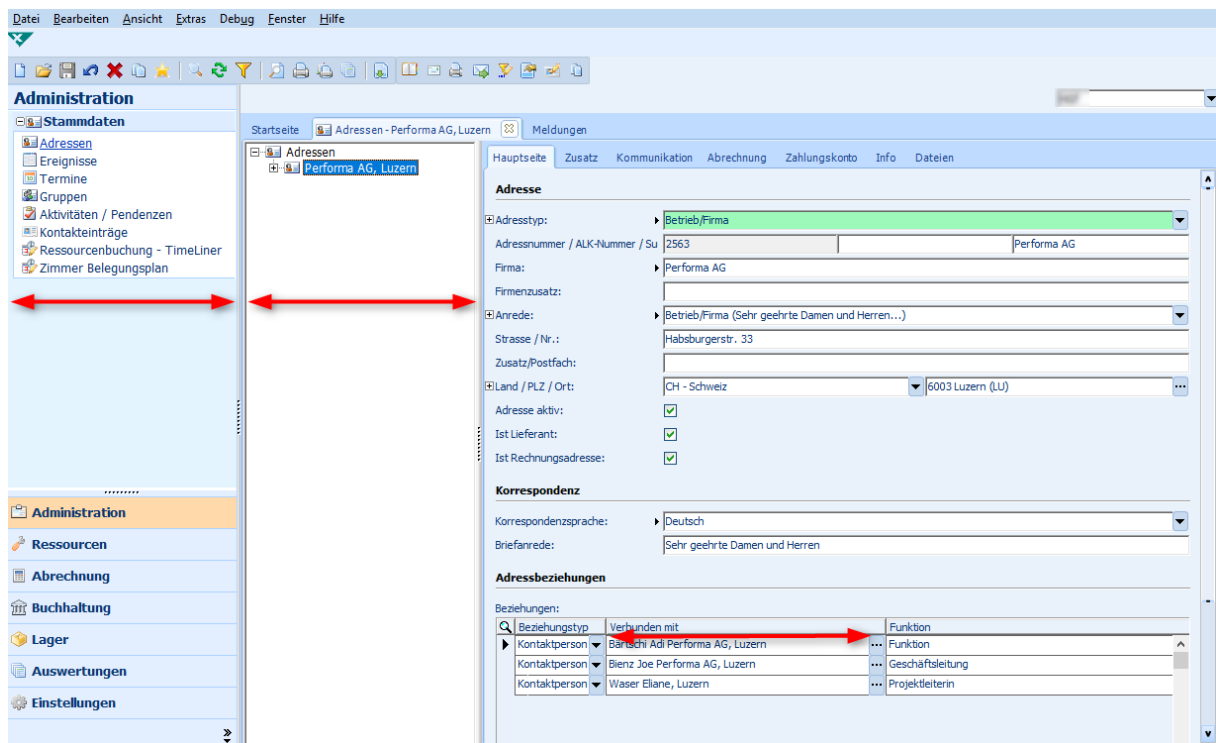 Datei Bearbeiten Ansicht Extras Debug Fenster Hilfe
Administration
Stammdaten
Adressen
Ereignisse
Termine
Gruppen
Aktivitäten / Pendenzen
Kontakteinträge
Ressourcenbuchung - TimeLiner
Zimmer Belegungsplan
Administration
Ressourcen
Abrechnung
Buchhaltung
Lager
Auswertungen
Einstellungen
Startseite Adressen - Performa AG, Luzern Meldungen
Adressen
Performa AG, Luzern
Hauptseite Zusatz Kommunikation Abrechnung Zahlungskonto Info Dateien
Adresse
Adresstyp: Betrieb/Firma
Adressnummer / ALK-Nummer / Su 2563 Performa AG
Firma: Performa AG
Firmenzusatz:
Anrede: Betrieb/Firma (Sehr geehrte Damen und Herren...)
Strasse / Nr.: Habsburgerstr. 33
Zusatz/Postfach:
Land / PLZ / Ort: CH - Schweiz 6003 Luzern (LU)
Adresse aktiv:
Ist Lieferant:
Ist Rechnungsadresse:
Korrespondenz
Korrespondenzsprache: Deutsch
Briefanrede: Sehr geehrte Damen und Herren
Adressbeziehungen
Beziehungen:
Beziehungstyp Verbunden mit Funktion
Kontaktperson Bärtschi Adi Performa AG, Luzern ... Funktion
Kontaktperson Bienz Joe Performa AG, Luzern ... Geschäftsleitung
Kontaktperson Waser Eliane, Luzern ... Projektleiterin